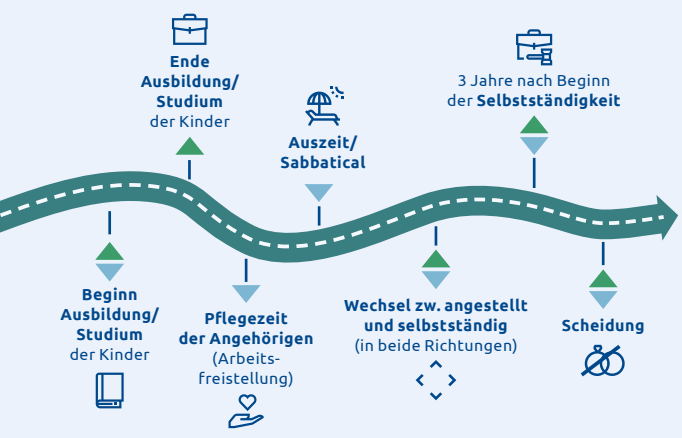 Ende
Ausbildung/
Studium
der Kinder
Auszeit/
Sabbatical
3 Jahre nach Beginn
der Selbstständigkeit
Beginn
Ausbildung/
Studium
der Kinder
Pflegezeit
der Angehörigen
(Arbeits-
freistellung)
Wechsel zw. angestellt
und selbstständig
(in beide Richtungen)
Scheidung